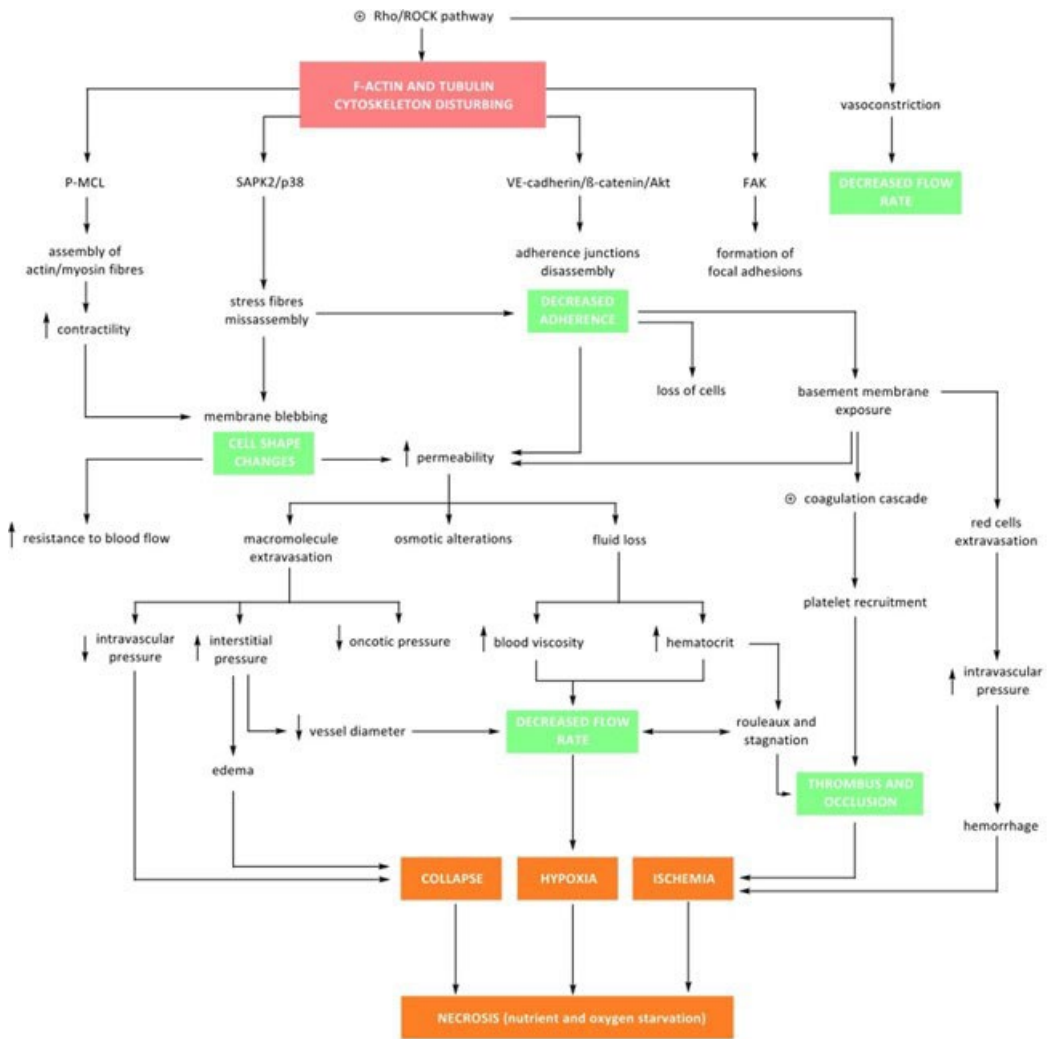 ⊕ Rho/ROCK pathway
F-ACTIN AND TUBULIN
CYTOSKELETON DISTURBING
vasoconstriction
P-MCL
SAPK2/p38
VE-cadherin/ß-catenin/Akt
FAK
DECREASED FLOW
RATE
assembly of
actin/myosin fibres
adherence junctions
disassembly
formation of
focal adhesions
↑ contractility
stress fibres
missassembly
DECREASED
ADHERENCE
loss of cells
basement membrane
exposure
membrane blebbing
CELL SHAPE
CHANGES
↑ permeability
⊕ coagulation cascade
↑ resistance to blood flow
macromolecule
extravasation
osmotic alterations
fluid loss
red cells
extravasation
platelet recruitment
↓ intravascular
pressure
↑ interstitial
pressure
↓ oncotic pressure
↑ blood viscosity
↑ hematocrit
↑ intravascular
pressure
↓ vessel diameter
DECREASED FLOW
RATE
rouleaux and
stagnation
edema
THROMBUS AND
OCCLUSION
hemorrhage
COLLAPSE
HYPOXIA
ISCHEMIA
NECROSIS (nutrient and oxygen starvation)